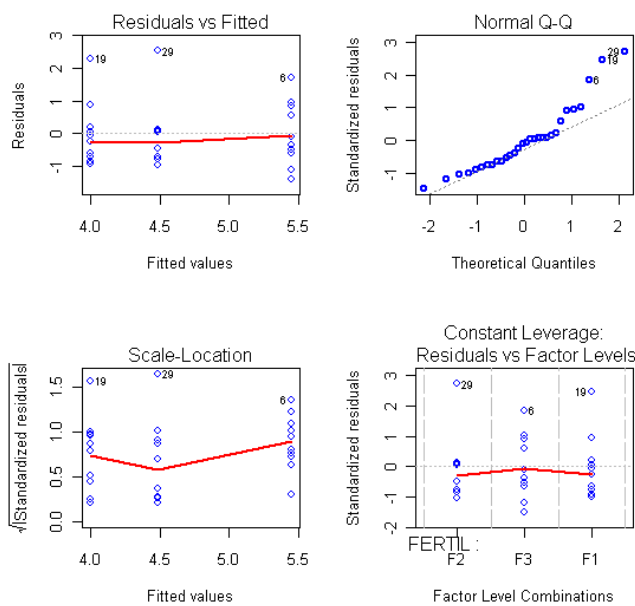 Residuals vs Fitted
Residuals
3
2
1
0
-1
19
29
6
4.0 4.5 5.0 5.5
Fitted values
Normal Q-Q
Standardized residuals
3
2
1
0
-1
29
19
6
-2 -1 0 1 2
Theoretical Quantiles
Scale-Location
√|Standardized residuals|
1.5
1.0
0.5
0.0
19
29
6
4.0 4.5 5.0 5.5
Fitted values
Constant Leverage:
Residuals vs Factor Levels
Standardized residuals
3
2
1
0
-1
-2
29
6
19
FERTIL :
F2 F3 F1
Factor Level Combinations